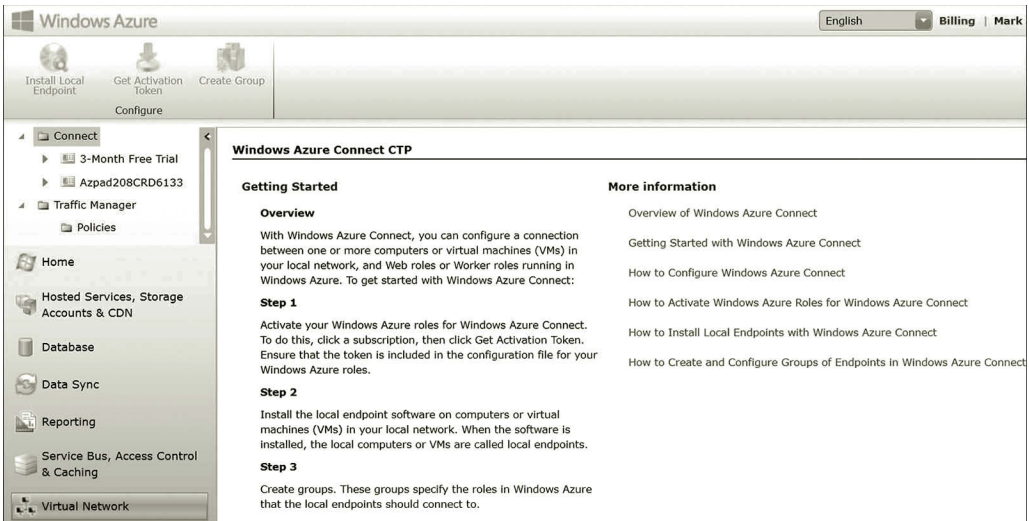 Windows Azure
English
Billing | Mark
Install Local
Endpoint
Get Activation
Token
Create Group
Configure
Connect
3-Month Free Trial
Azpad208CRD6133
Traffic Manager
Policies
Home
Hosted Services, Storage
Accounts & CDN
Database
Data Sync
Reporting
Service Bus, Access Control
& Caching
Virtual Network
Windows Azure Connect CTP
Getting Started
Overview
With Windows Azure Connect, you can configure a connection
between one or more computers or virtual machines (VMs) in
your local network, and Web roles or Worker roles running in
Windows Azure. To get started with Windows Azure Connect:
Step 1
Activate your Windows Azure roles for Windows Azure Connect.
To do this, click a subscription, then click Get Activation Token.
Ensure that the token is included in the configuration file for your
Windows Azure roles.
Step 2
Install the local endpoint software on computers or virtual
machines (VMs) in your local network. When the software is
installed, the local computers or VMs are called local endpoints.
Step 3
Create groups. These groups specify the roles in Windows Azure
that the local endpoints should connect to.
More information
Overview of Windows Azure Connect
Getting Started with Windows Azure Connect
How to Configure Windows Azure Connect
How to Activate Windows Azure Roles for Windows Azure Connect
How to Install Local Endpoints with Windows Azure Connect
How to Create and Configure Groups of Endpoints in Windows Azure Connect